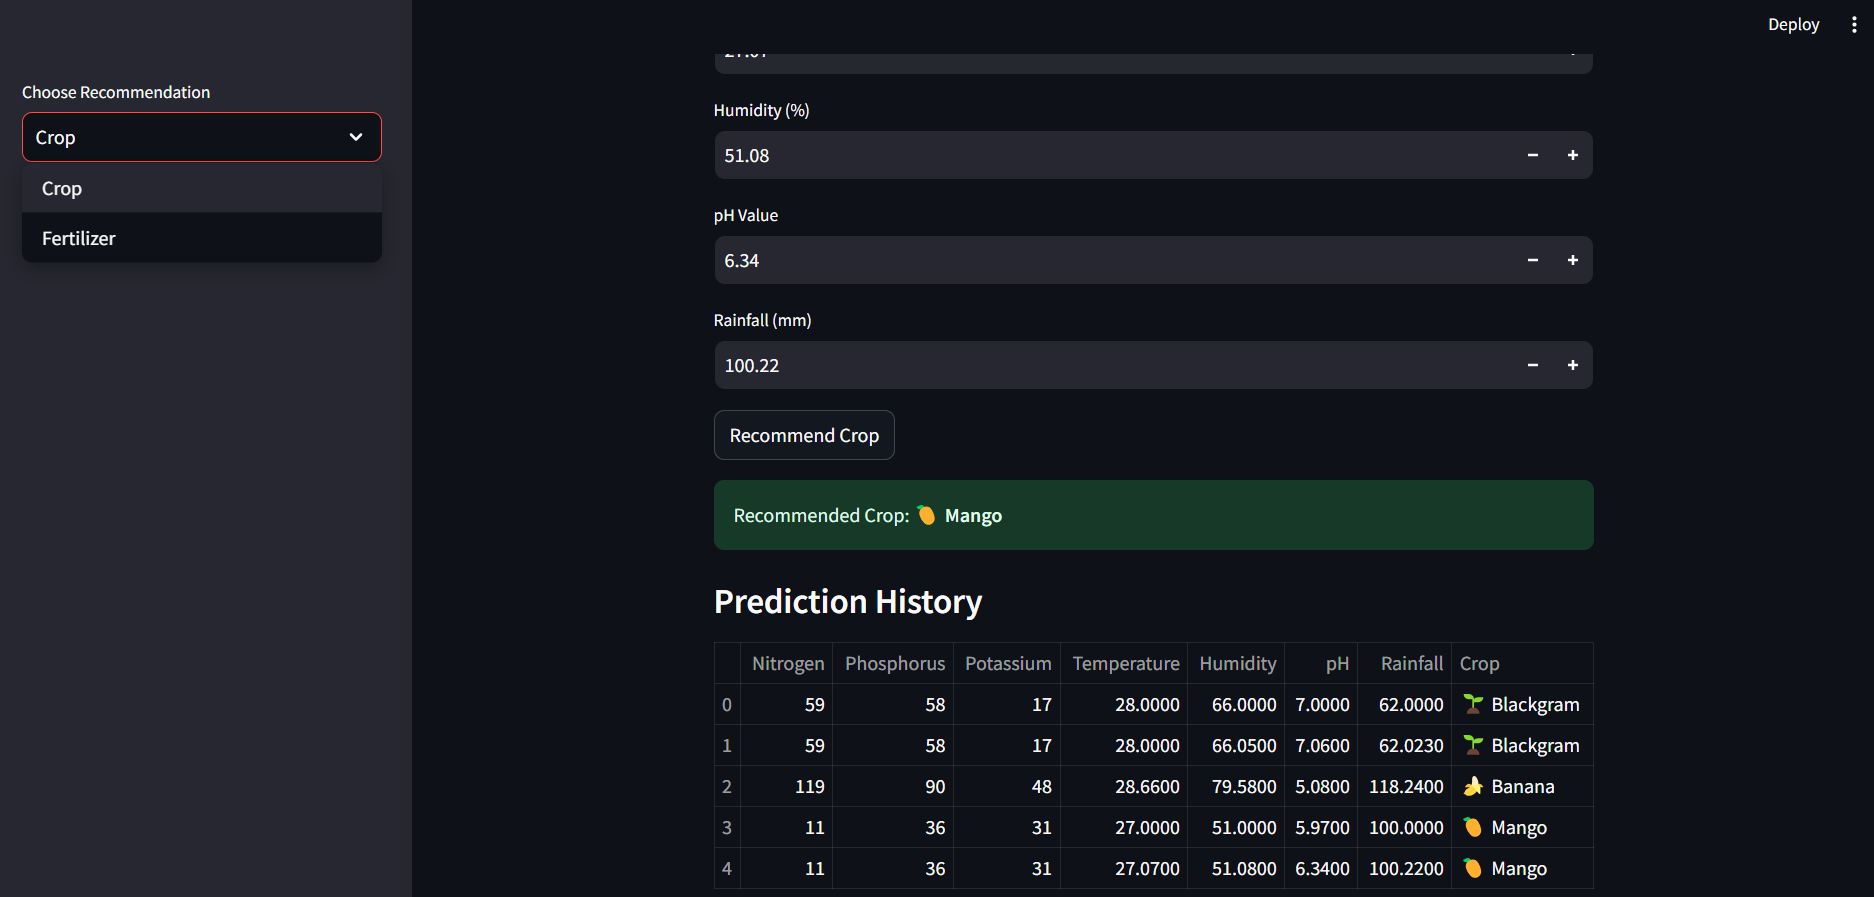 Deploy
Choose Recommendation
Crop
Crop
Fertilizer
Humidity (%)
51.08
pH Value
6.34
Rainfall (mm)
100.22
Recommend Crop
Recommended Crop: 🥭 Mango
Prediction History
Nitrogen Phosphorus Potassium Temperature Humidity pH Rainfall Crop
0 59 58 17 28.0000 66.0000 7.0000 62.0000 🌱 Blackgram
1 59 58 17 28.0000 66.0500 7.0600 62.0230 🌱 Blackgram
2 119 90 48 28.6600 79.5800 5.0800 118.2400 🍌 Banana
3 11 36 31 27.0000 51.0000 5.9700 100.0000 🥭 Mango
4 11 36 31 27.0700 51.0800 6.3400 100.2200 🥭 Mango